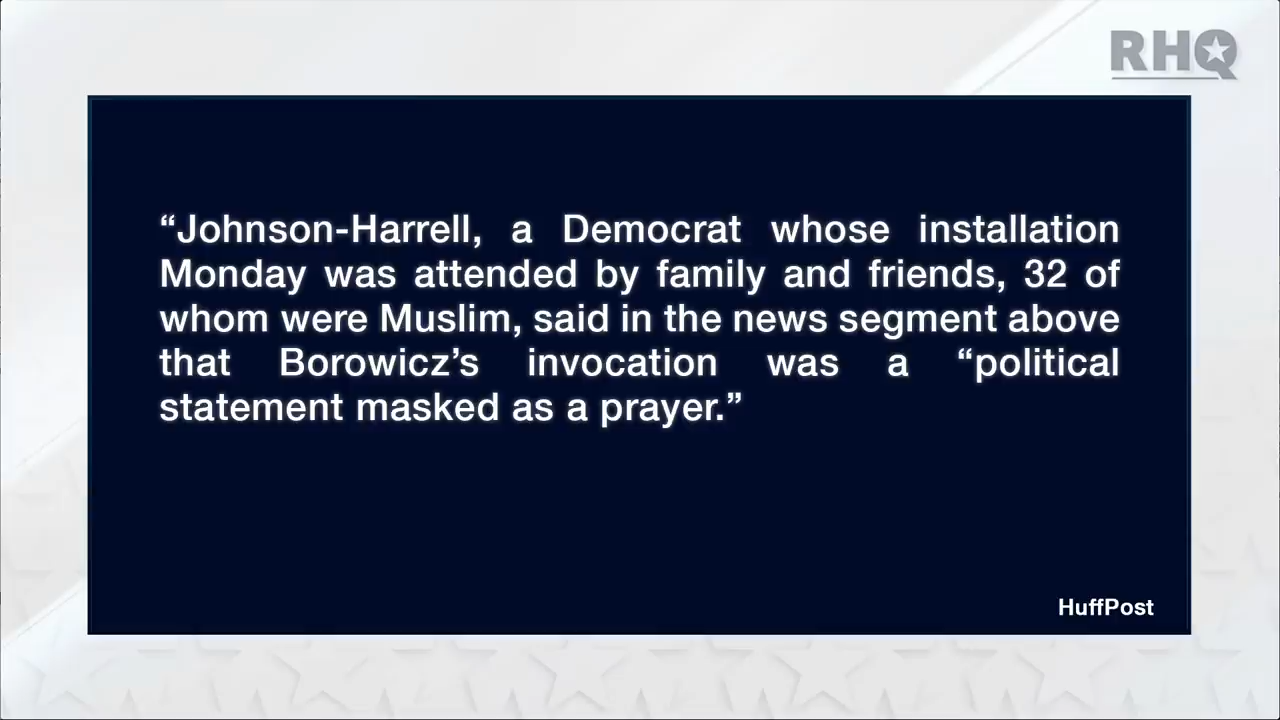 RHQ
“Johnson-Harrell, a Democrat whose installation
Monday was attended by family and friends, 32 of
whom were Muslim, said in the news segment above
that Borowicz’s invocation was a “political
statement masked as a prayer.”
HuffPost